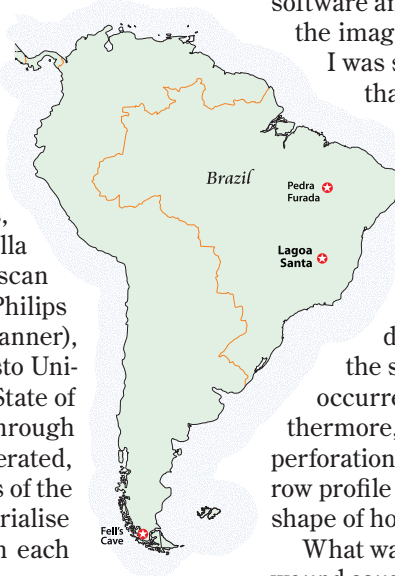 lla
scan
Philips
anner),
sto Uni-
State of
hrough
erated,
s of the
rialise
n each
Brazil
Pedra
Furada
Lagoa
Santa
Fell's
Cave
software
the imag
I was s
tha
d
the s
occurre
thermore,
perforation
row profile
shape of ho
What wa